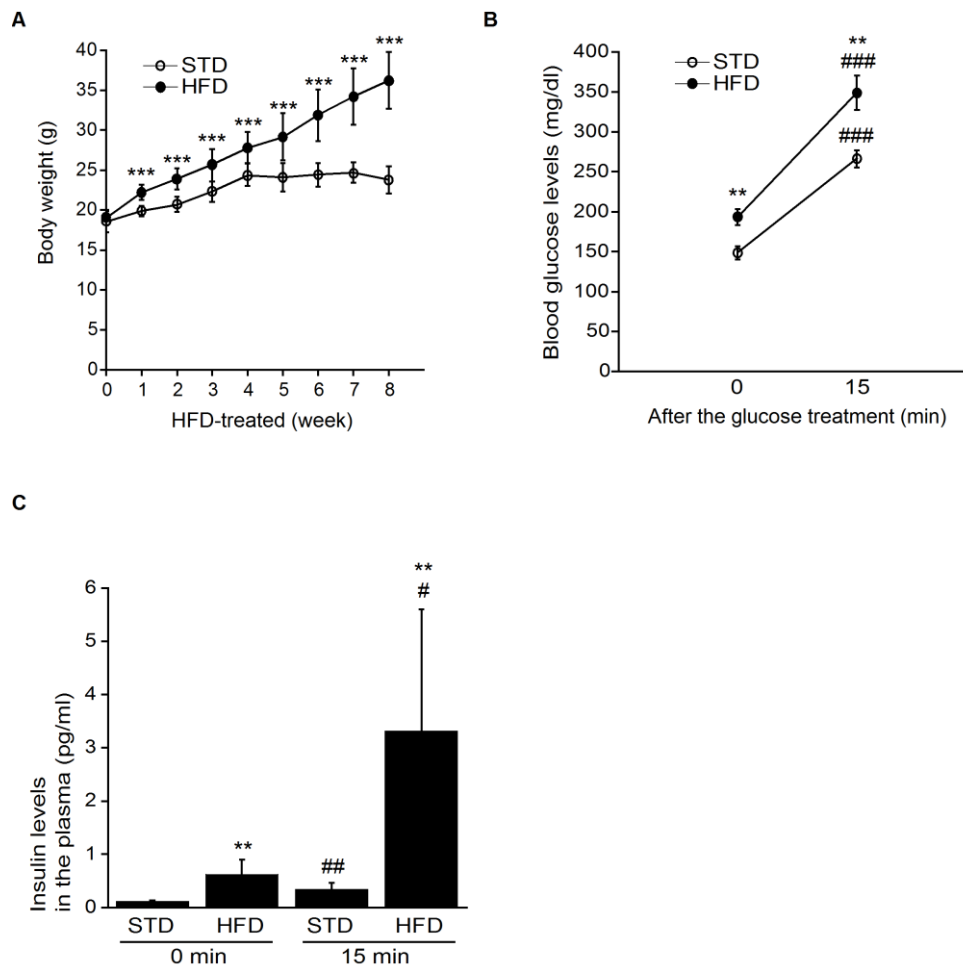 A
***
***
***
***
***
***
***
***
STD
HFD
40
35
30
25
20
15
10
5
0
Body weight (g)
0 1 2 3 4 5 6 7 8
HFD-treated (week)
B
**
###
###
**
STD
HFD
400
350
300
250
200
150
100
50
0
Blood glucose levels (mg/dl)
0 15
After the glucose treatment (min)
C
**
#
**
##
6
5
4
3
2
1
0
Insulin levels
in the plasma (pg/ml)
STD HFD STD HFD
0 min 15 min